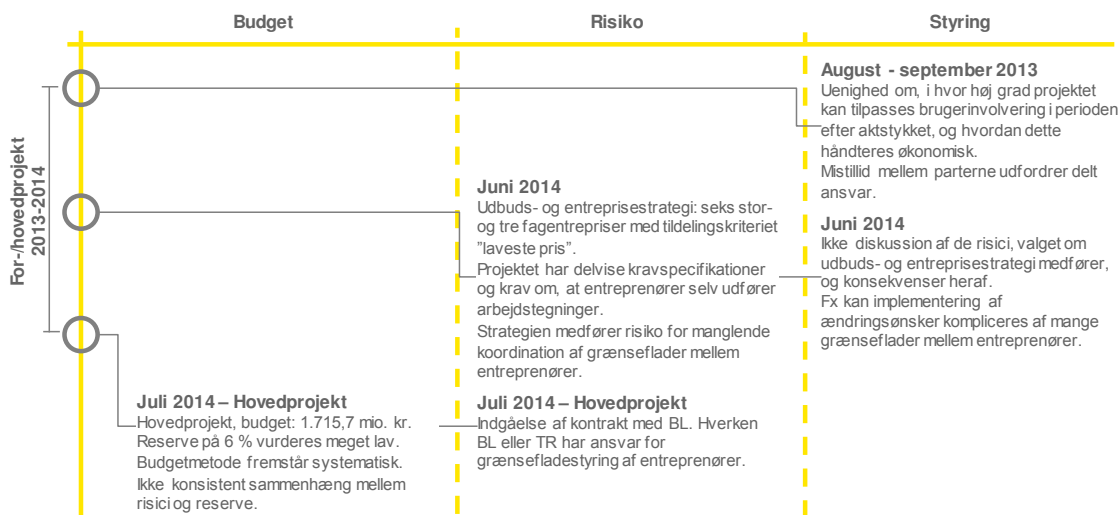 Budget
Risiko
Styring
For-/hovedprojekt
2013-2014
August - september 2013
Uenighed om, i hvor høj grad projektet
kan tilpasses brugerinvolvering i perioden
efter aktstykket, og hvordan dette
håndteres økonomisk.
Mistillid mellem parterne udfordrer delt
ansvar.
Juni 2014
Udbuds- og entreprisestrategi: seks stor-
og tre fagentrepriser med tildelingskriteriet
"laveste pris".
Projektet har delvise kravspecifikationer
og krav om, at entreprenører selv udfører
arbejdstegninger.
Strategien medfører risiko for manglende
koordination af grænseflader mellem
entreprenører.
Juni 2014
Ikke diskussion af de risici, valget om
udbuds- og entreprisestrategi medfører,
og konsekvenser heraf.
Fx kan implementering af
ændringsønsker kompliceres af mange
grænseflader mellem entreprenører.
Juli 2014 – Hovedprojekt
Hovedprojekt, budget: 1.715,7 mio. kr.
Reserve på 6 % vurderes meget lav.
Budgetmetode fremstår systematisk.
Ikke konsistent sammenhæng mellem
risici og reserve.
Juli 2014 – Hovedprojekt
Indgåelse af kontrakt med BL. Hverken
BL eller TR har ansvar for
grænsefladestyring af entreprenører.